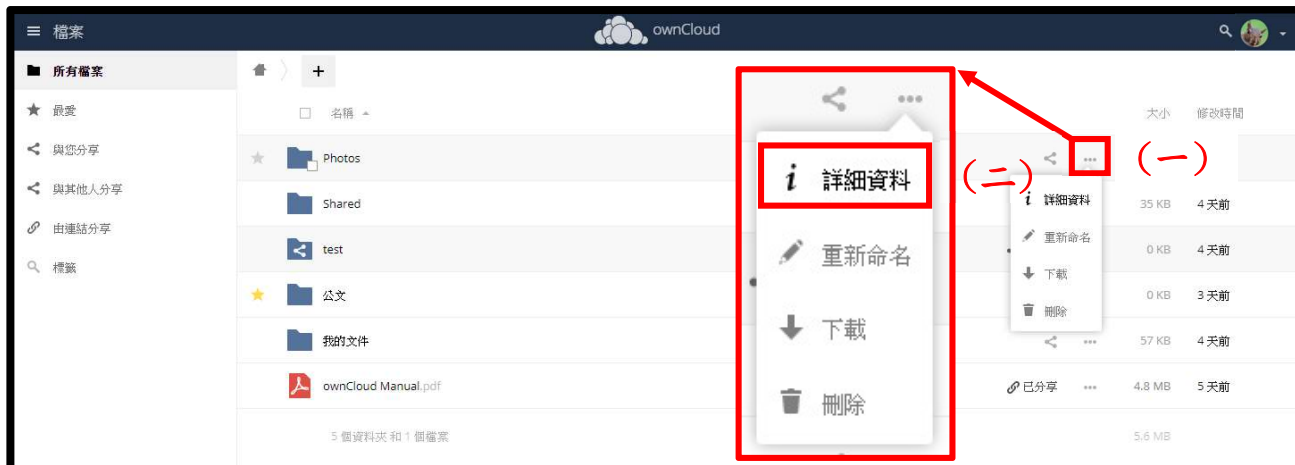 檔案
ownCloud
所有檔案
最愛
與您分享
與其他人分享
由連結分享
標籤
+
名稱
大小 修改時間
Photos
(一)
Shared
35 KB 4 天前
test
0 KB 4 天前
公文
0 KB 3 天前
我的文件
57 KB 4 天前
ownCloud Manual.pdf
已分享
4.8 MB 5 天前
5 個資料夾 和 1 個檔案
5.6 MB
(二)
i 詳細資料
重新命名
下載
刪除
i 詳細資料
重新命名
下載
刪除